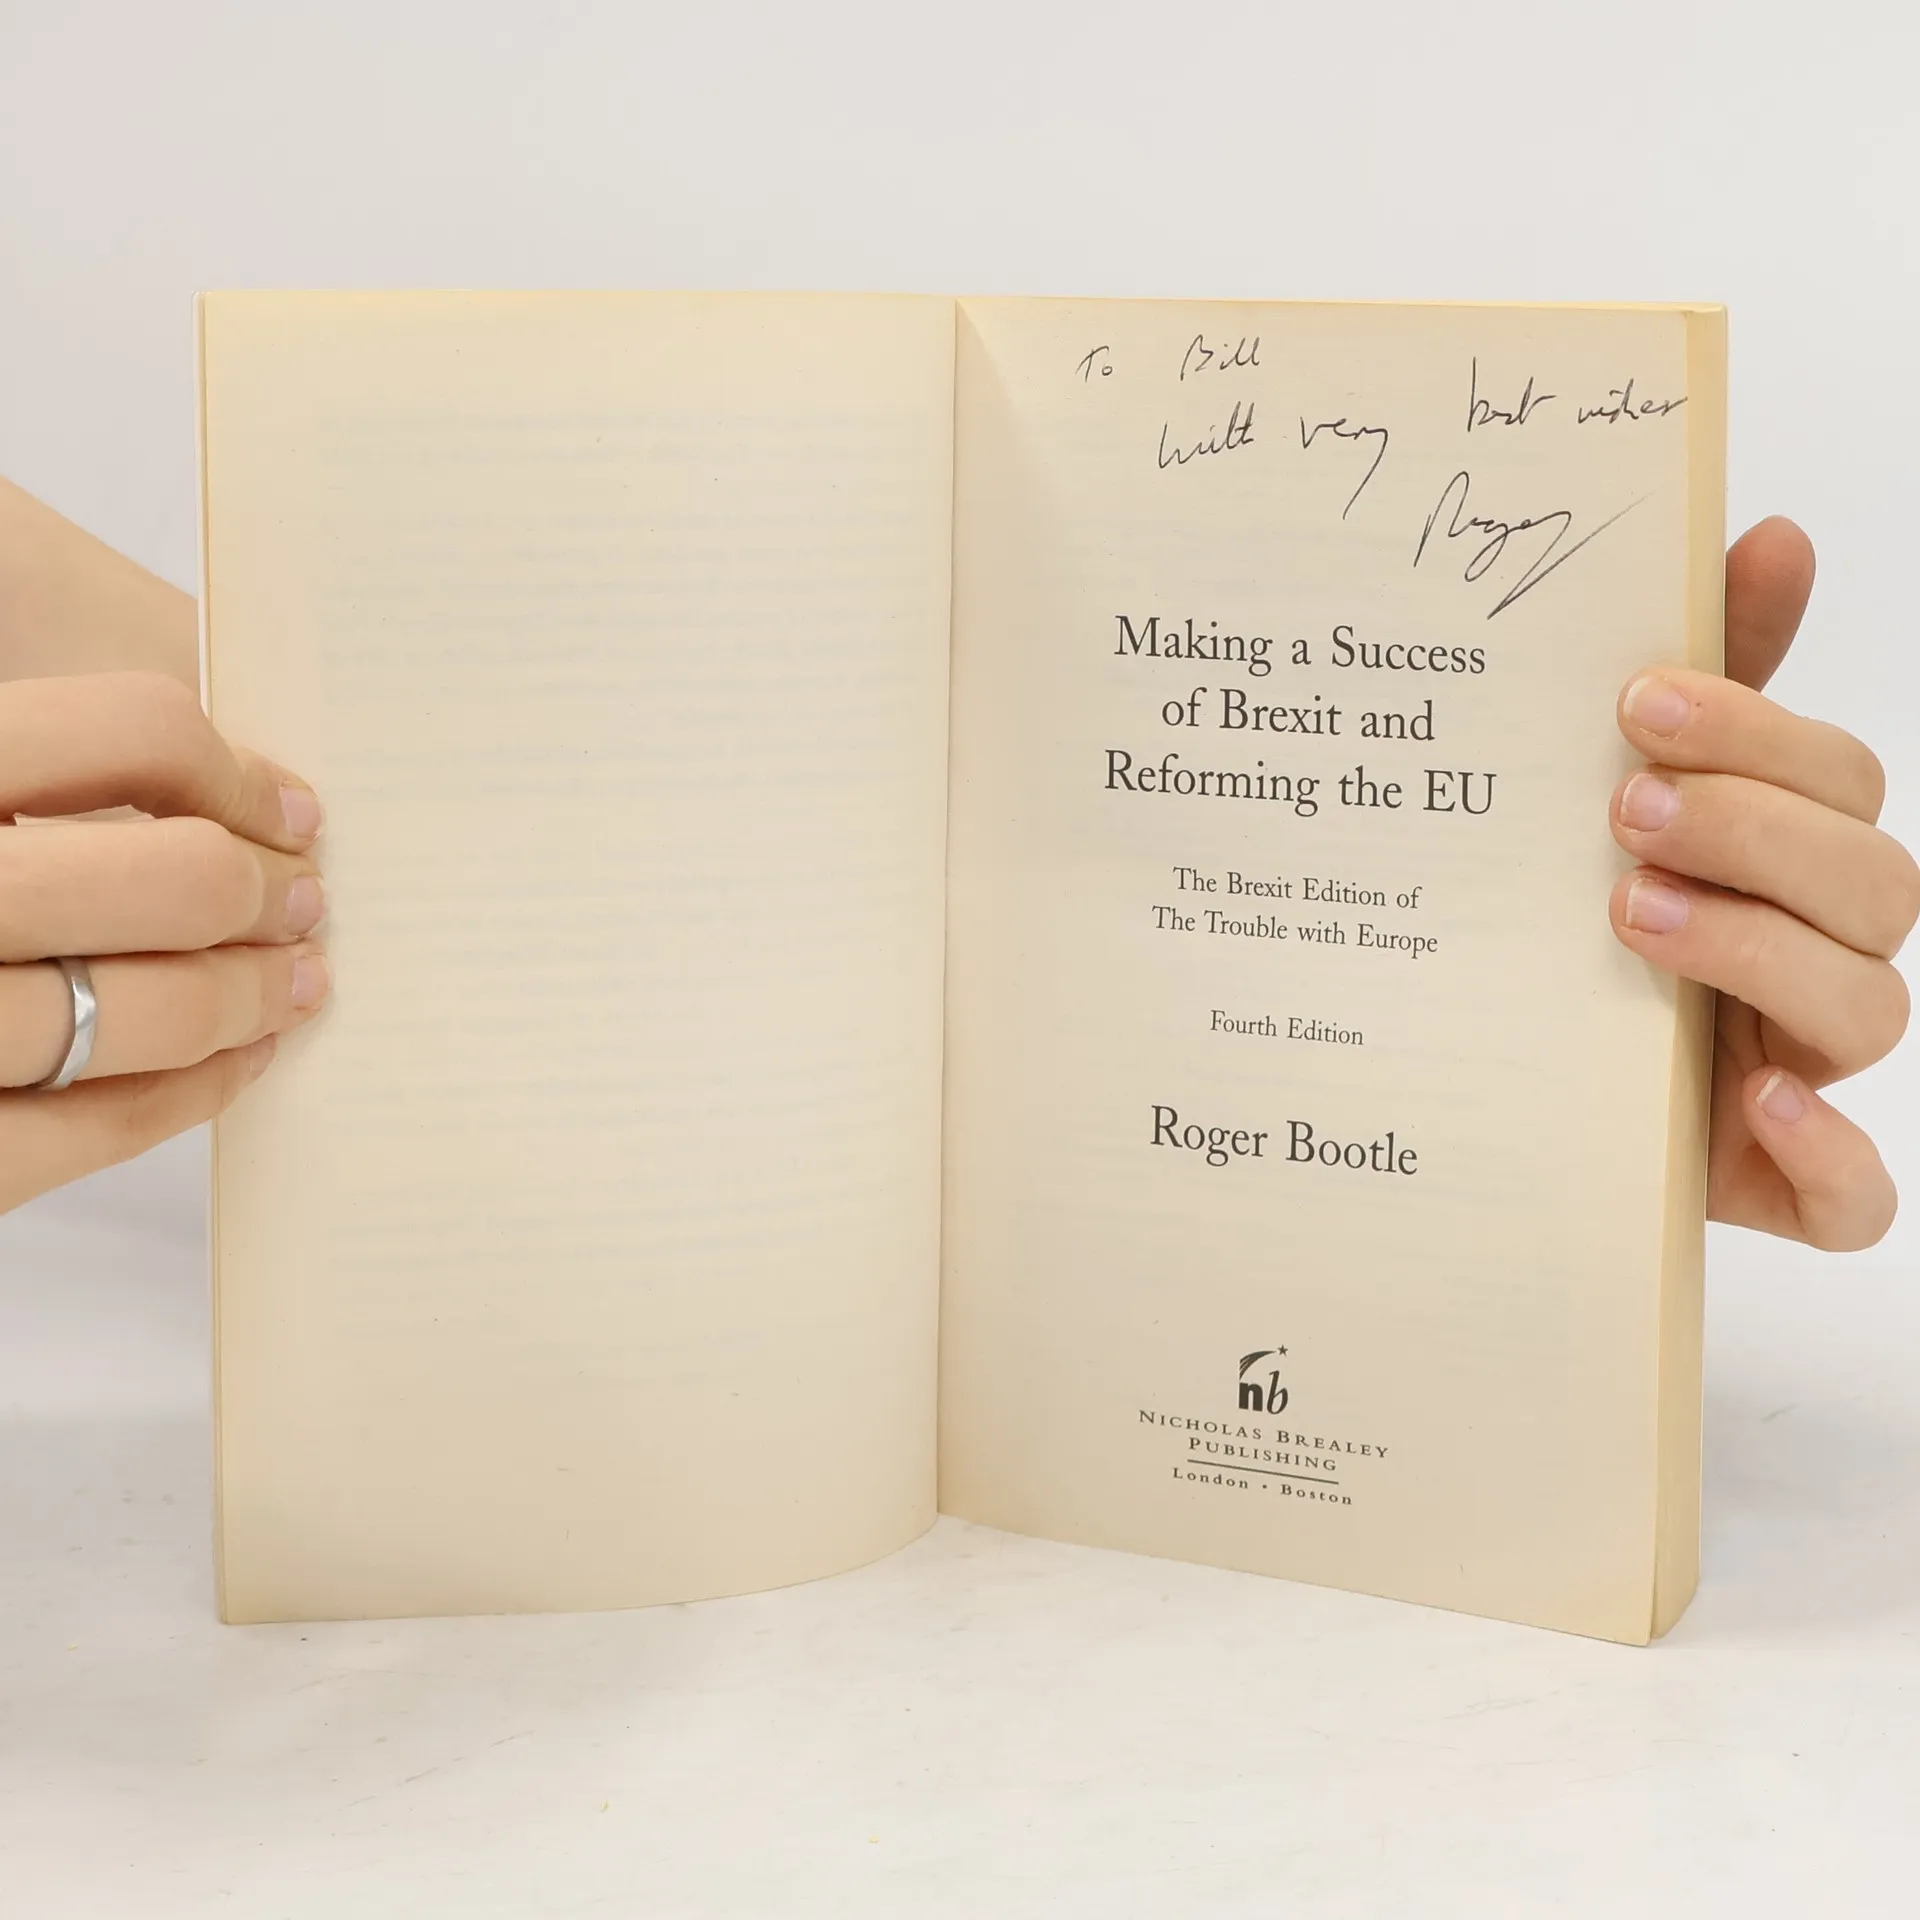 To Bill
with very best wishes
Roger
Making a Success
of Brexit and
Reforming the EU
The Brexit Edition of
The Trouble with Europe
Fourth Edition
Roger Bootle
nb
NICHOLAS BREALEY
PUBLISHING
London • Boston